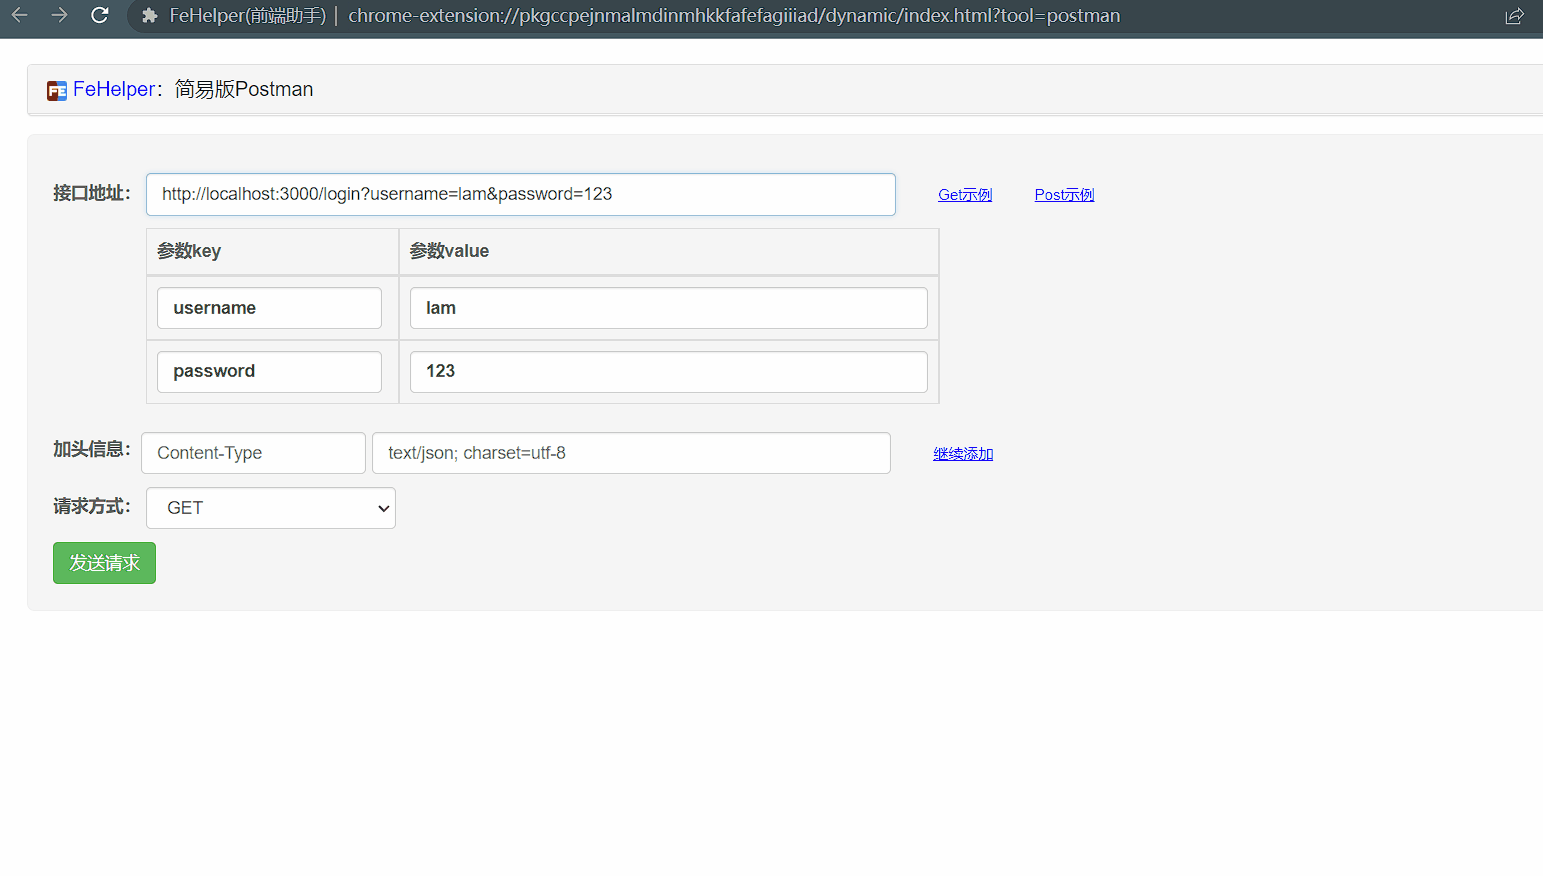 FeHelper(前端助手) | chrome-extension://pkgccpejnmalmdinmhkkfafefagiiiad/dynamic/index.html?tool=postman
FE FeHelper：简易版Postman
接口地址： http://localhost:3000/login?username=lam&password=123 Get示例 Post示例
参数key 参数value
username lam
password 123
加头信息： Content-Type text/json; charset=utf-8 继续添加
请求方式： GET
发送请求